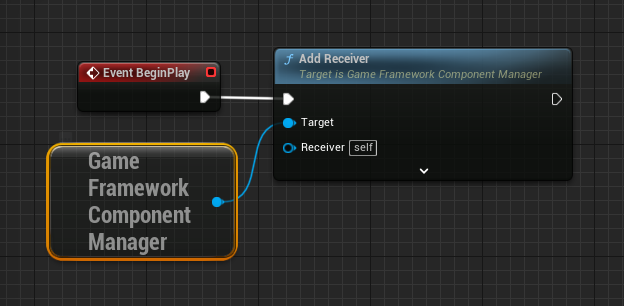 Event BeginPlay
f Add Receiver
Target is Game Framework Component Manager
Target
Receiver self
Game
Framework
Component
Manager